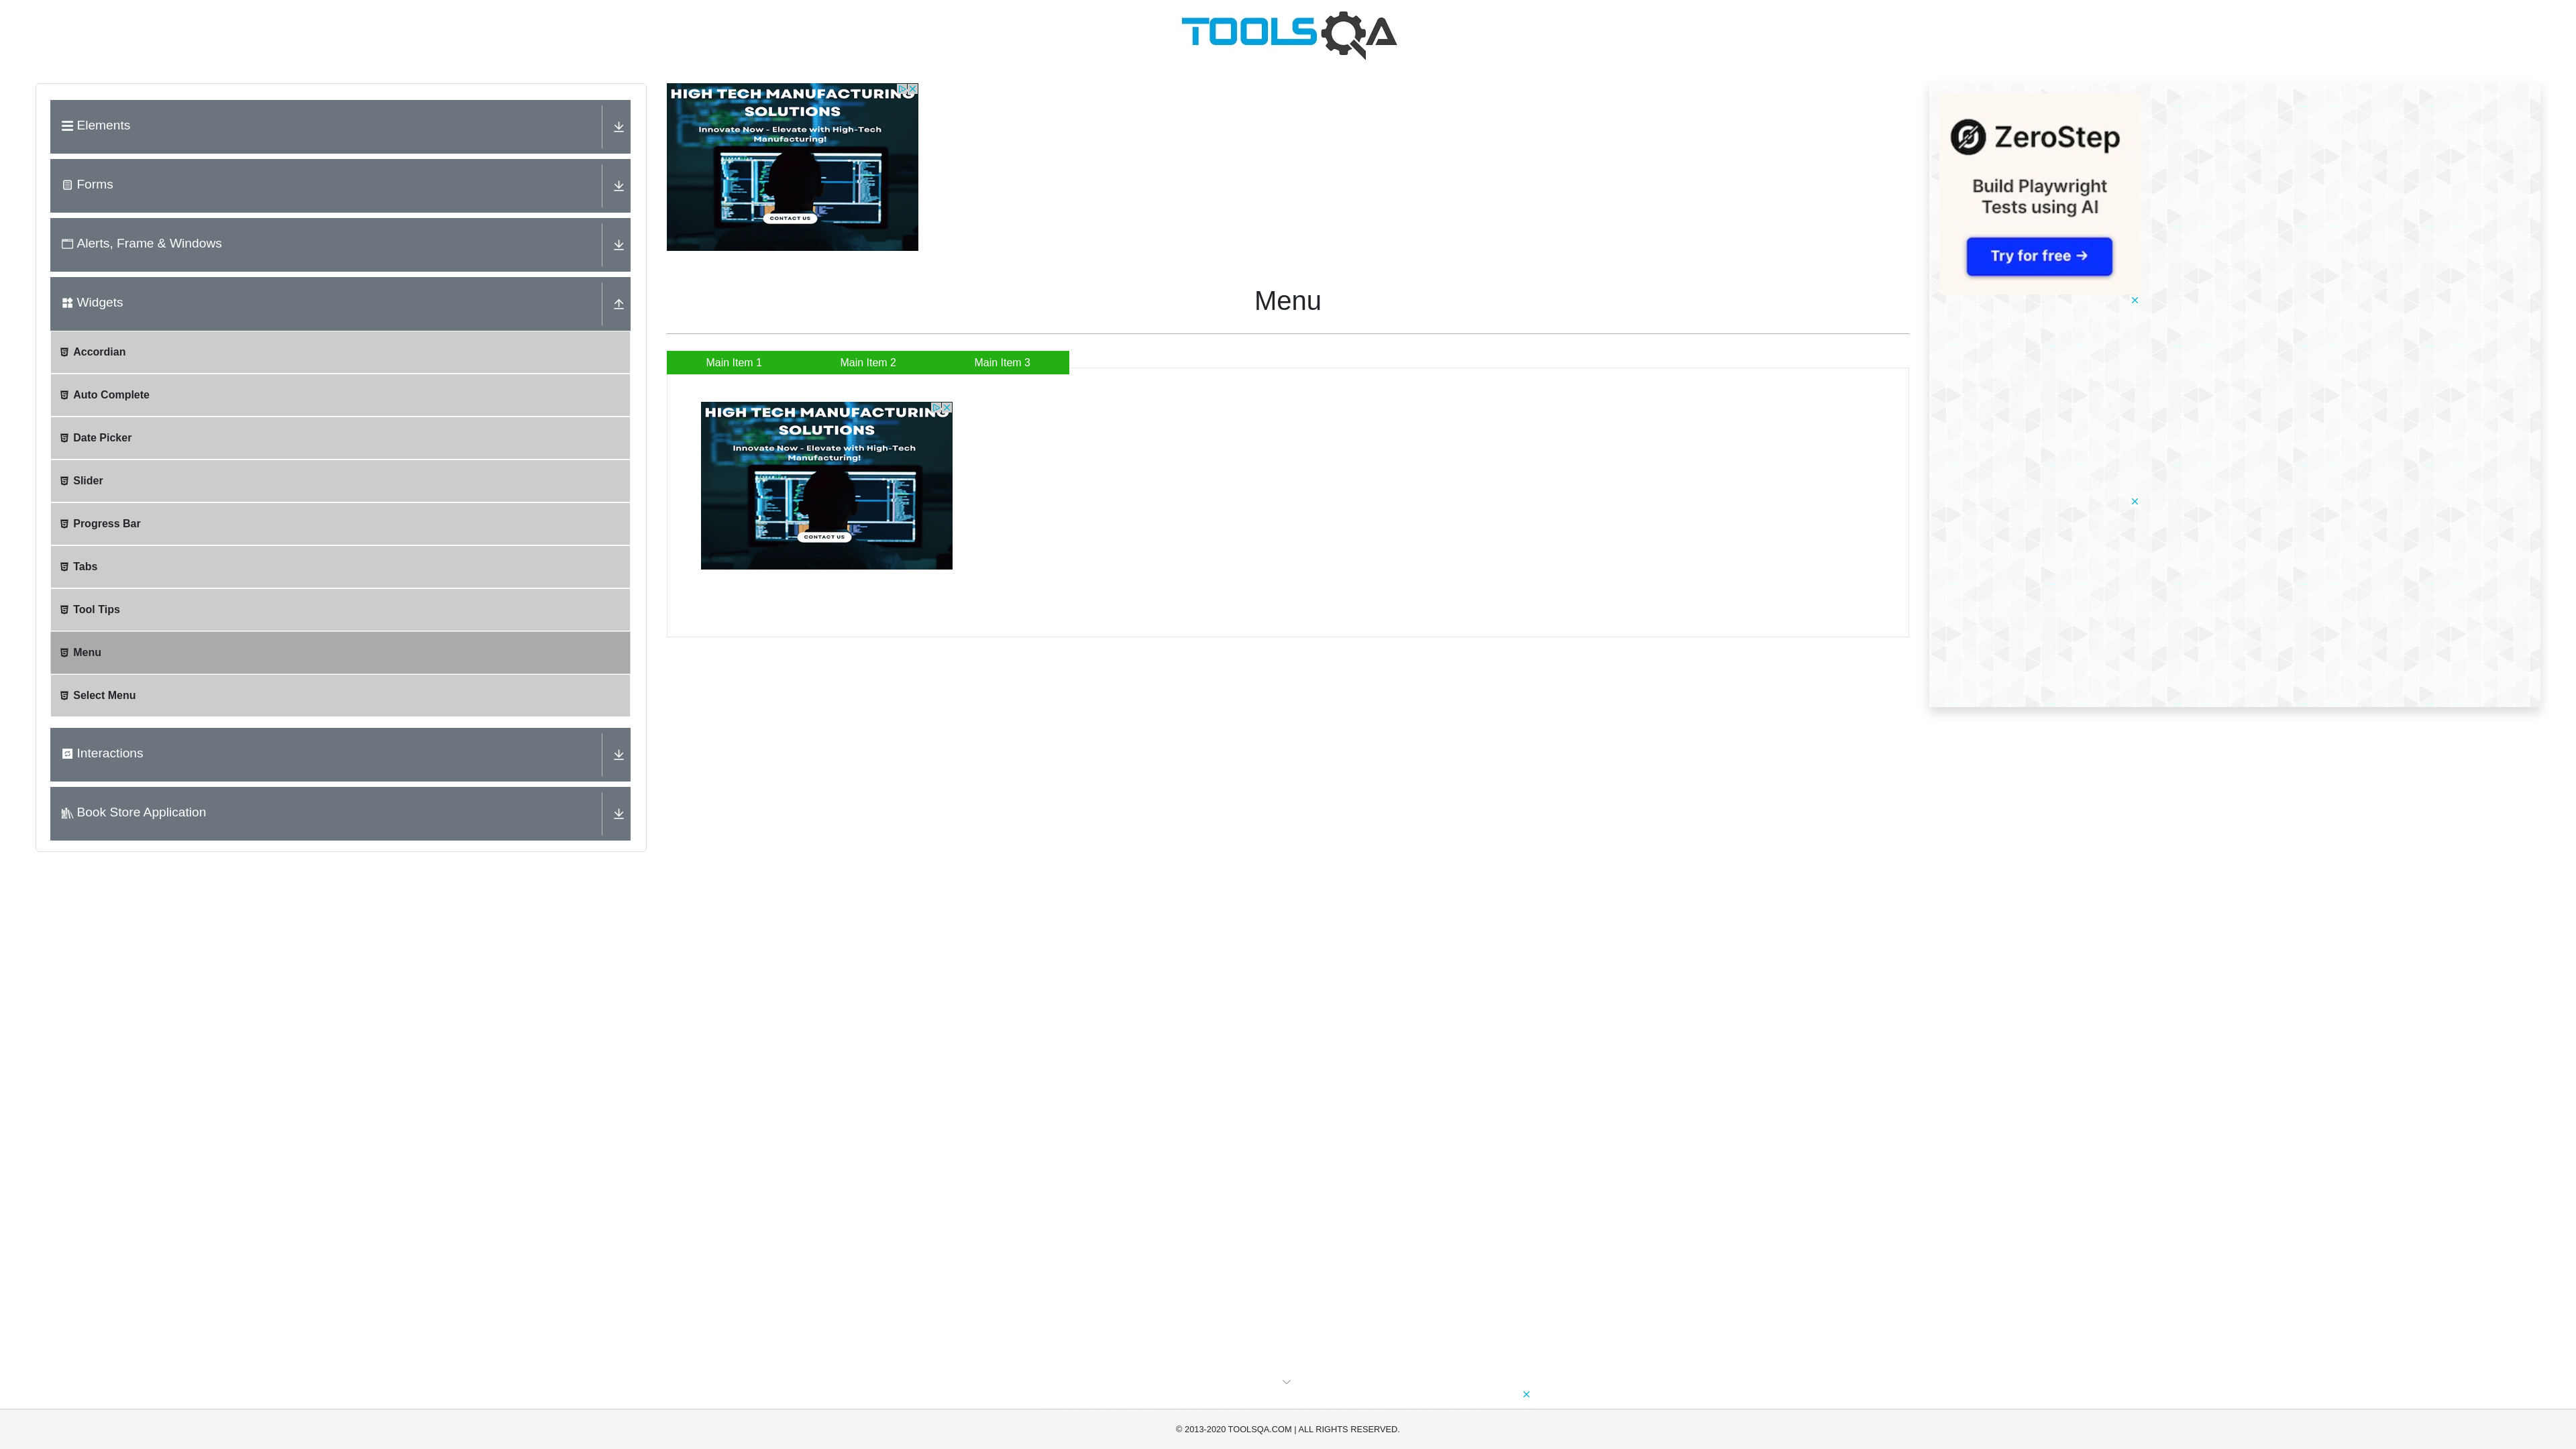 TOOLSQA
Elements
Forms
Alerts, Frame & Windows
Widgets
Accordian
Auto Complete
Date Picker
Slider
Progress Bar
Tabs
Tool Tips
Menu
Select Menu
Interactions
Book Store Application
HIGH TECH MANUFACTURING
SOLUTIONS
Innovate Now - Elevate with High-Tech
Manufacturing!
CONTACT US
Menu
Main Item 1
Main Item 2
Main Item 3
HIGH TECH MANUFACTURING
SOLUTIONS
Innovate Now - Elevate with High-Tech
Manufacturing!
CONTACT US
ZeroStep
Build Playwright
Tests using AI
Try for free →
© 2013-2020 TOOLSQA.COM | ALL RIGHTS RESERVED.